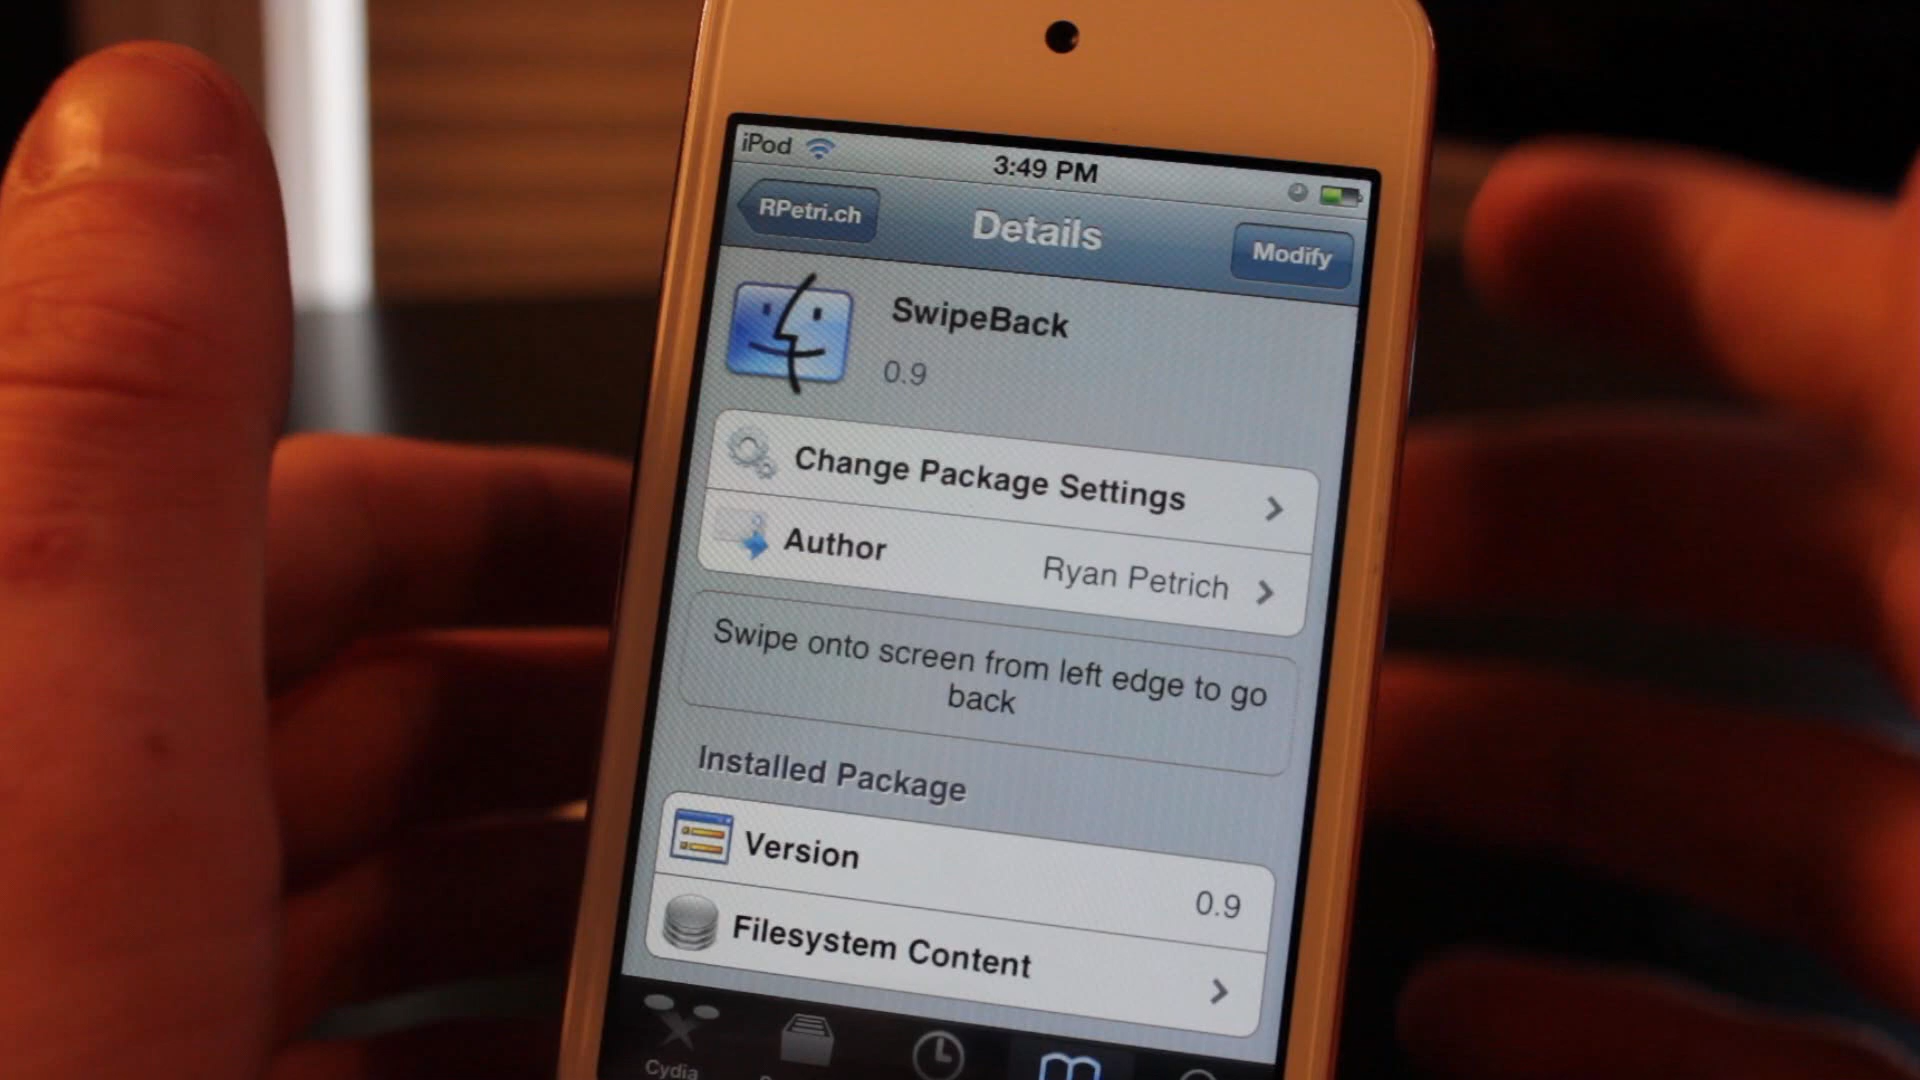 iPod
3:49 PM
RPetri.ch
Details
Modify
SwipeBack
0.9
Change Package Settings
Author
Ryan Petrich
Swipe onto screen from left edge to go
back
Installed Package
Version
0.9
Filesystem Content
Cydia